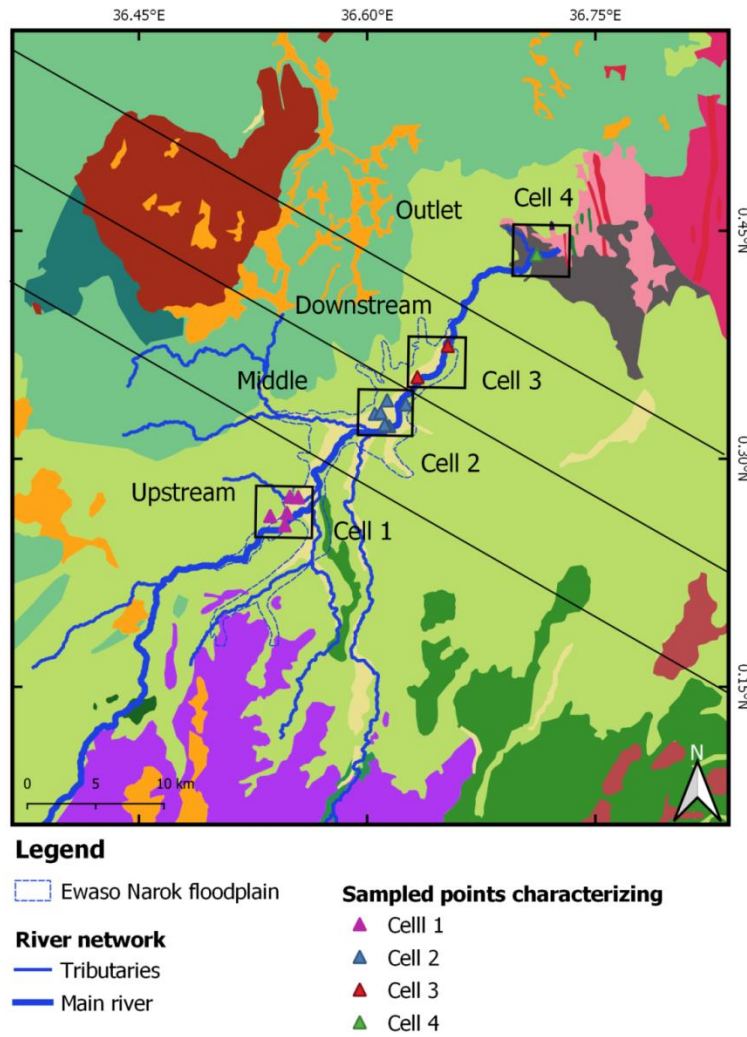 36.45°E 36.60°E 36.75°E
Cell 4
Outlet
0.45°N
Downstream
Middle
Cell 3
0.30°N
Cell 2
Upstream
Cell 1
0.15°N
N
0 5 10 km
Legend
Ewaso Narok floodplain
River network
Tributaries
Main river
Sampled points characterizing
Celll 1
Cell 2
Cell 3
Cell 4